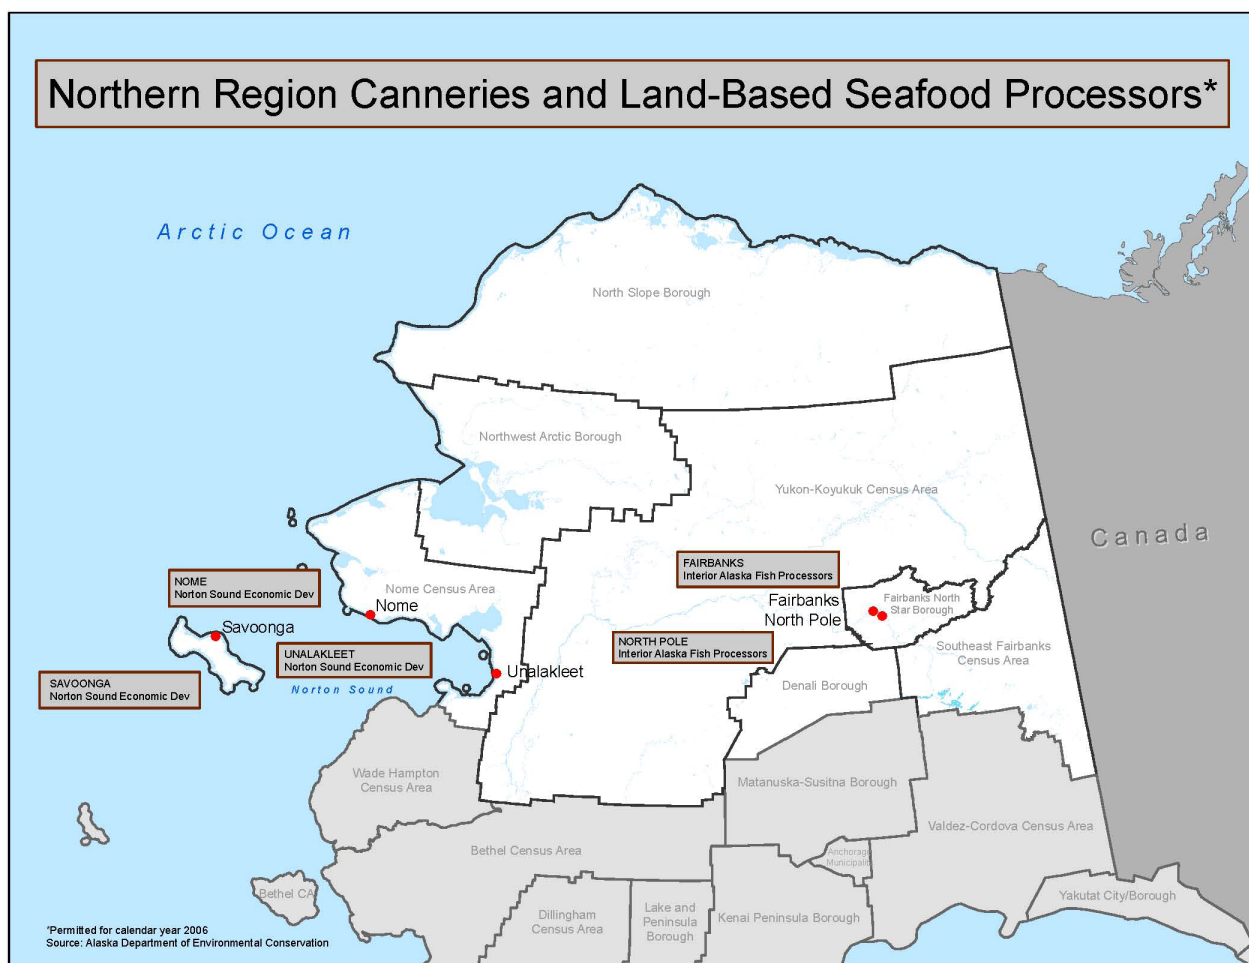 Northern Region Canneries and Land-Based Seafood Processors*
Arctic Ocean
North Slope Borough
Northwest Arctic Borough
Yukon-Koyukuk Census Area
Canada
FAIRBANKS
Interior Alaska Fish Processors
NOME
Norton Sound Economic Dev
Nome Census Area
Nome
Fairbanks
North Pole
Fairbanks North
Star Borough
Savoonga
UNALAKLEET
Norton Sound Economic Dev
NORTH POLE
Interior Alaska Fish Processors
Southeast Fairbanks
Census Area
Unalakleet
SAVOONGA
Norton Sound Economic Dev
Norton Sound
Denali Borough
Wade Hampton
Census Area
Matanuska-Susitna Borough
Valdez-Cordova Census Area
Bethel Census Area
Anchorage
Municipality
Bethel CA
Dillingham
Census Area
Lake and
Peninsula
Borough
Kenai Peninsula Borough
Yakutat City/Borough
*Permitted for calendar year 2006
Source: Alaska Department of Environmental Conservation